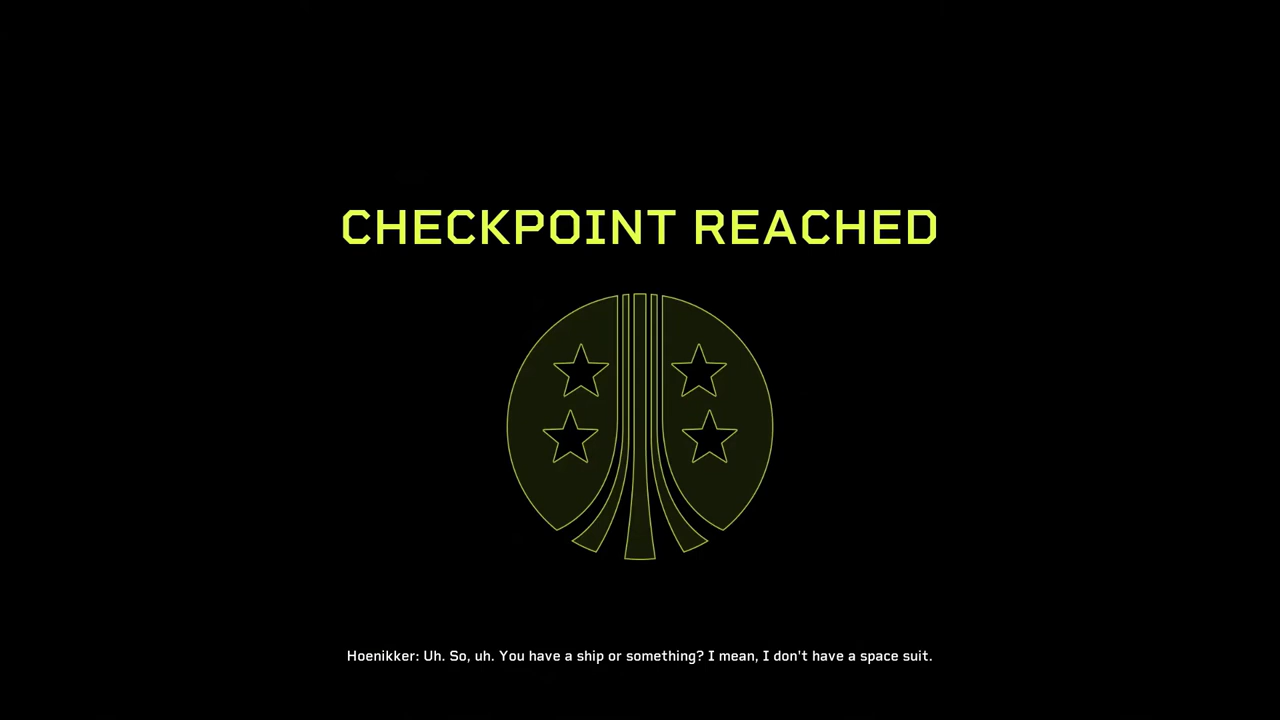 CHECKPOINT REACHED
Hoenikker: Uh. So, uh. You have a ship or something? I mean, I don't have a space suit.